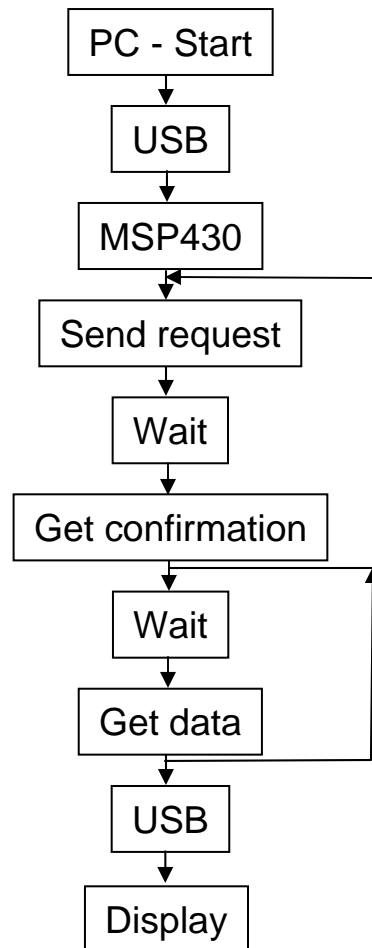 PC - Start
USB
MSP430
Send request
Wait
Get confirmation
Wait
Get data
USB
Display